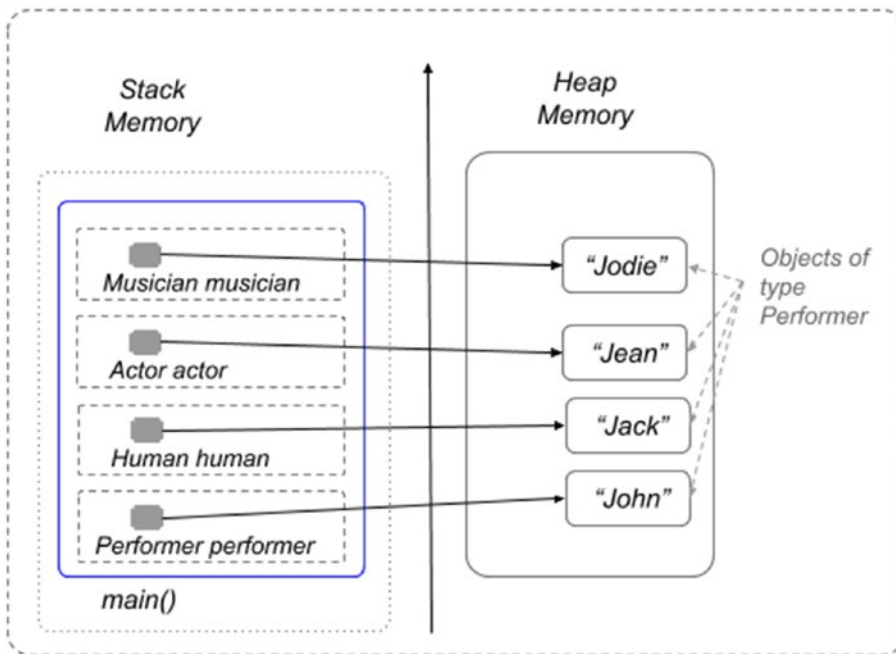 Stack
Memory
Heap
Memory
Musician musician
Actor actor
Human human
Performer performer
main()
“Jodie”
“Jean”
“Jack”
“John”
Objects of
type
Performer